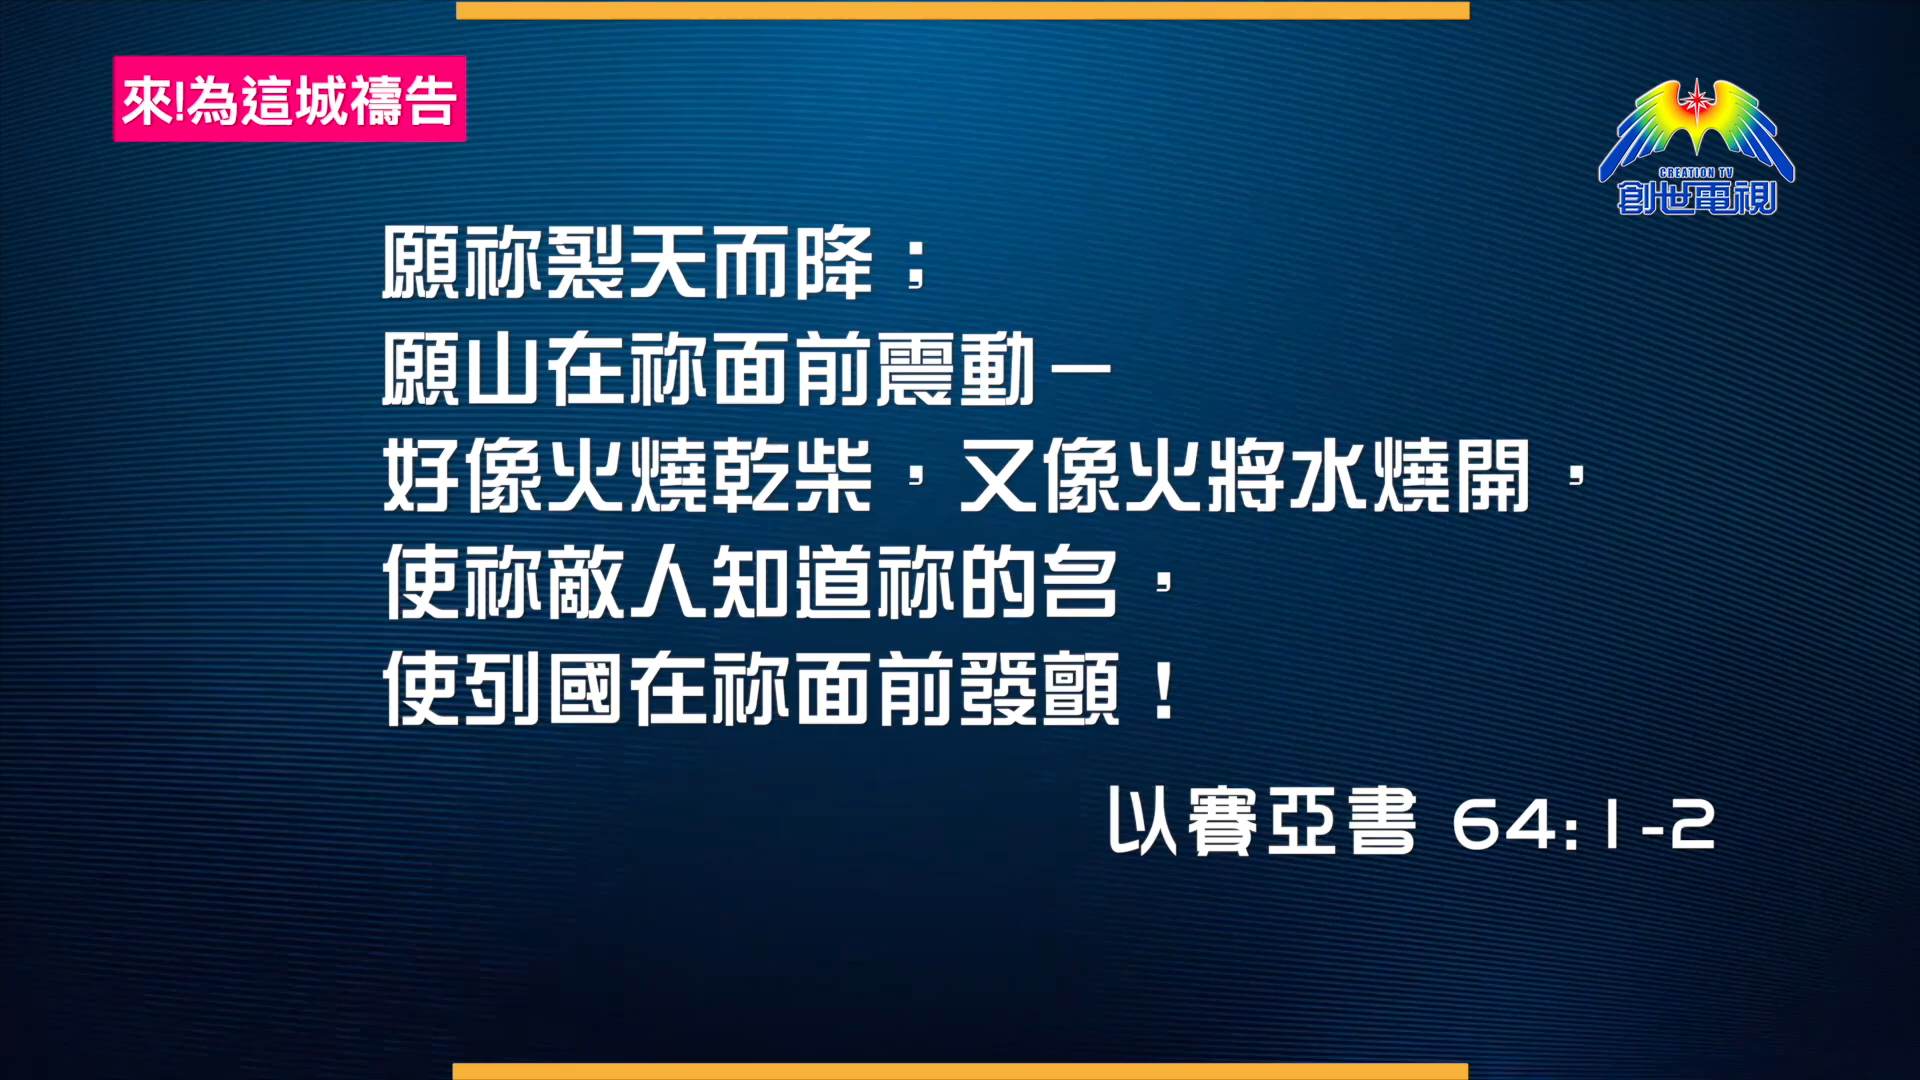 來!為這城禱告
CREATION TV
創世電視
願祢裂天而降；
願山在祢面前震動－
好像火燒乾柴，又像火將水燒開，
使祢敵人知道祢的名，
使列國在祢面前發顫！
以賽亞書 64:1-2